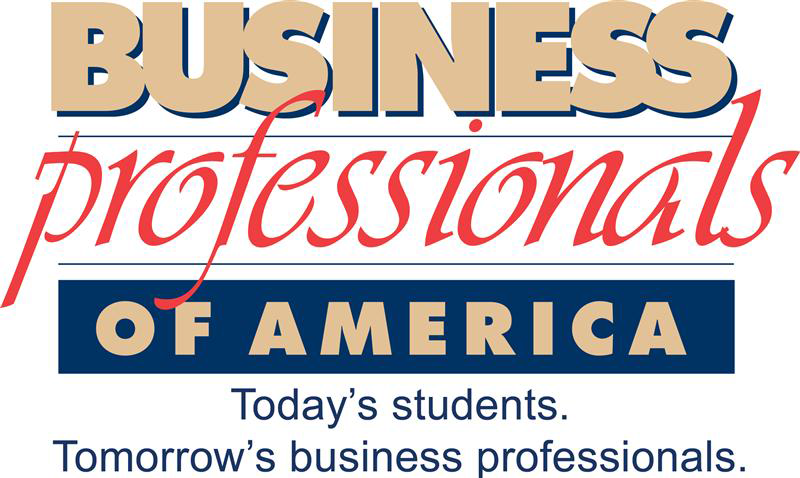 BUSINESS
professionals
OF AMERICA
Today's students.
Tomorrow's business professionals.